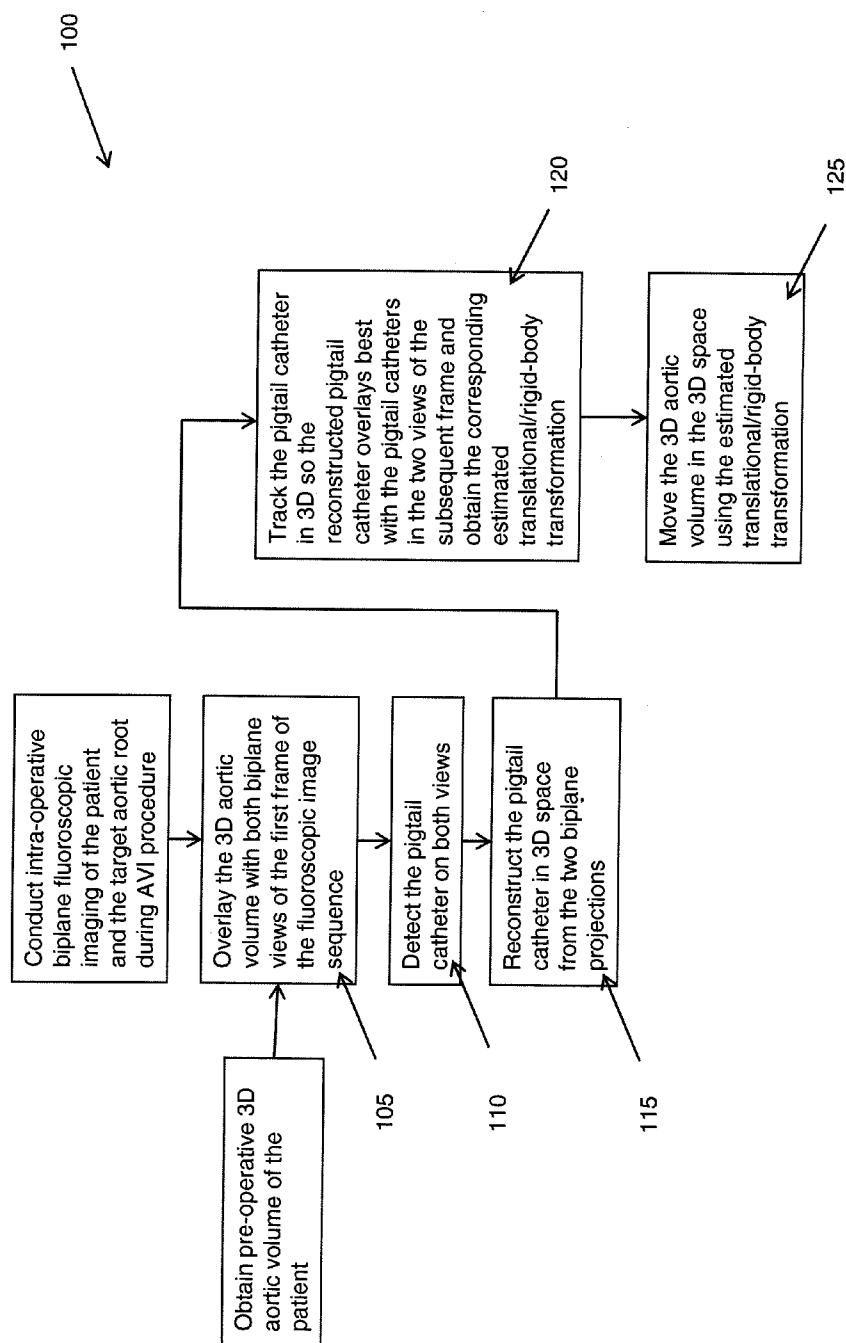 100
Conduct intra-operative
biplane fluoroscopic
imaging of the patient
and the target aortic root
during AVI procedure
Obtain pre-operative 3D
aortic volume of the
patient
Overlay the 3D aortic
volume with both biplane
views of the first frame of
the fluoroscopic image
sequence
105
Detect the pigtail
catheter on both views
110
Reconstruct the pigtail
catheter in 3D space
from the two biplane
projections
115
Track the pigtail catheter
in 3D so the
reconstructed pigtail
catheter overlays best
with the pigtail catheters
in the two views of the
subsequent frame and
obtain the corresponding
estimated
translational/rigid-body
transformation
120
Move the 3D aortic
volume in the 3D space
using the estimated
translational/rigid-body
transformation
125